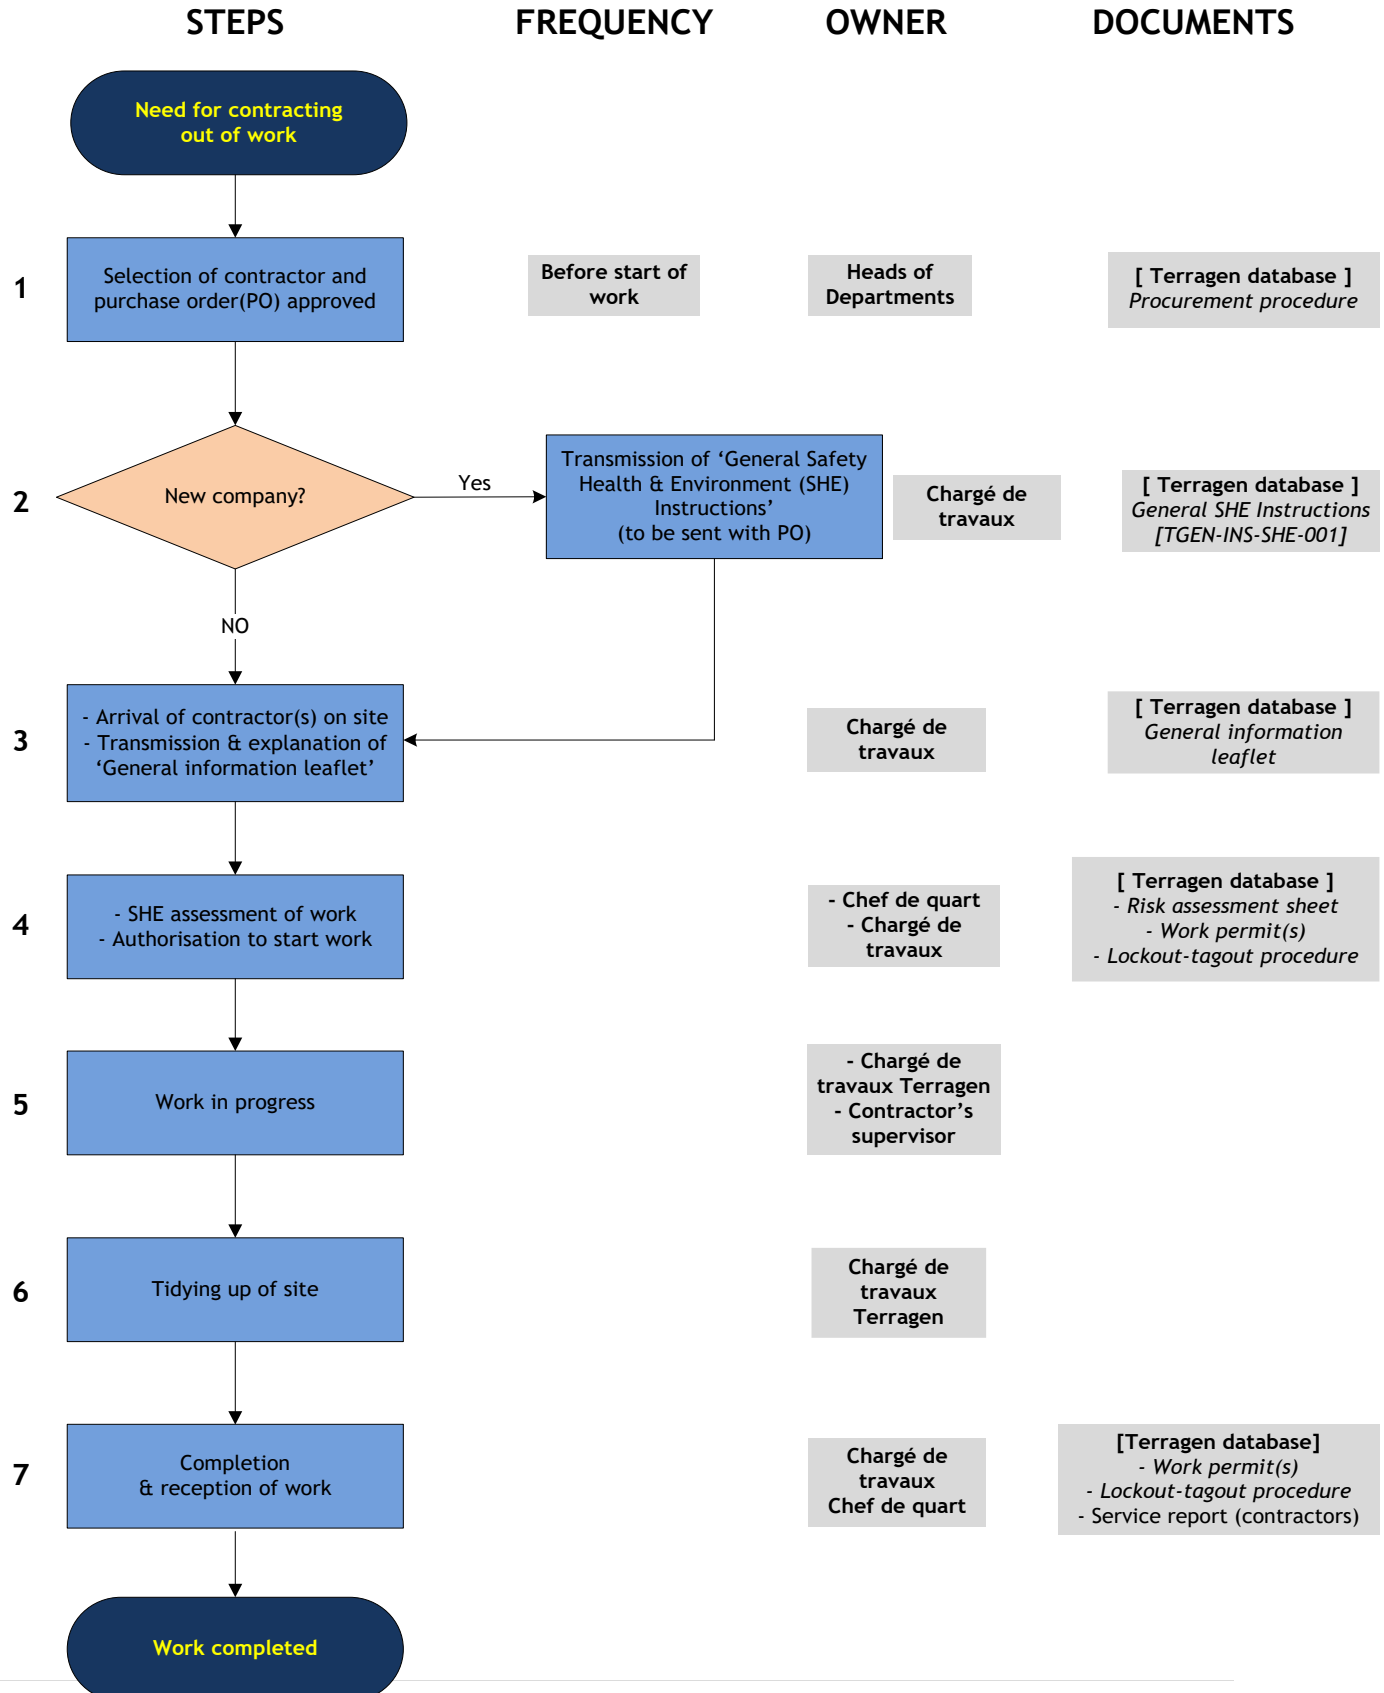 STEPS FREQUENCY OWNER DOCUMENTS
Need for contracting
out of work
1
Selection of contractor and
purchase order(PO) approved
Before start of
work
Heads of
Departments
[ Terragen database ]
Procurement procedure
2
New company?
Yes
Transmission of ‘General Safety
Health & Environment (SHE)
Instructions’
(to be sent with PO)
Chargé de
travaux
[ Terragen database ]
General SHE Instructions
[TGEN-INS-SHE-001]
NO
3
- Arrival of contractor(s) on site
- Transmission & explanation of
‘General information leaflet’
Chargé de
travaux
[ Terragen database ]
General information
leaflet
4
- SHE assessment of work
- Authorisation to start work
- Chef de quart
- Chargé de
travaux
[ Terragen database ]
- Risk assessment sheet
- Work permit(s)
- Lockout-tagout procedure
5
Work in progress
- Chargé de
travaux Terragen
- Contractor’s
supervisor
6
Tidying up of site
Chargé de
travaux
Terragen
7
Completion
& reception of work
Chargé de
travaux
Chef de quart
[Terragen database]
- Work permit(s)
- Lockout-tagout procedure
- Service report (contractors)
Work completed